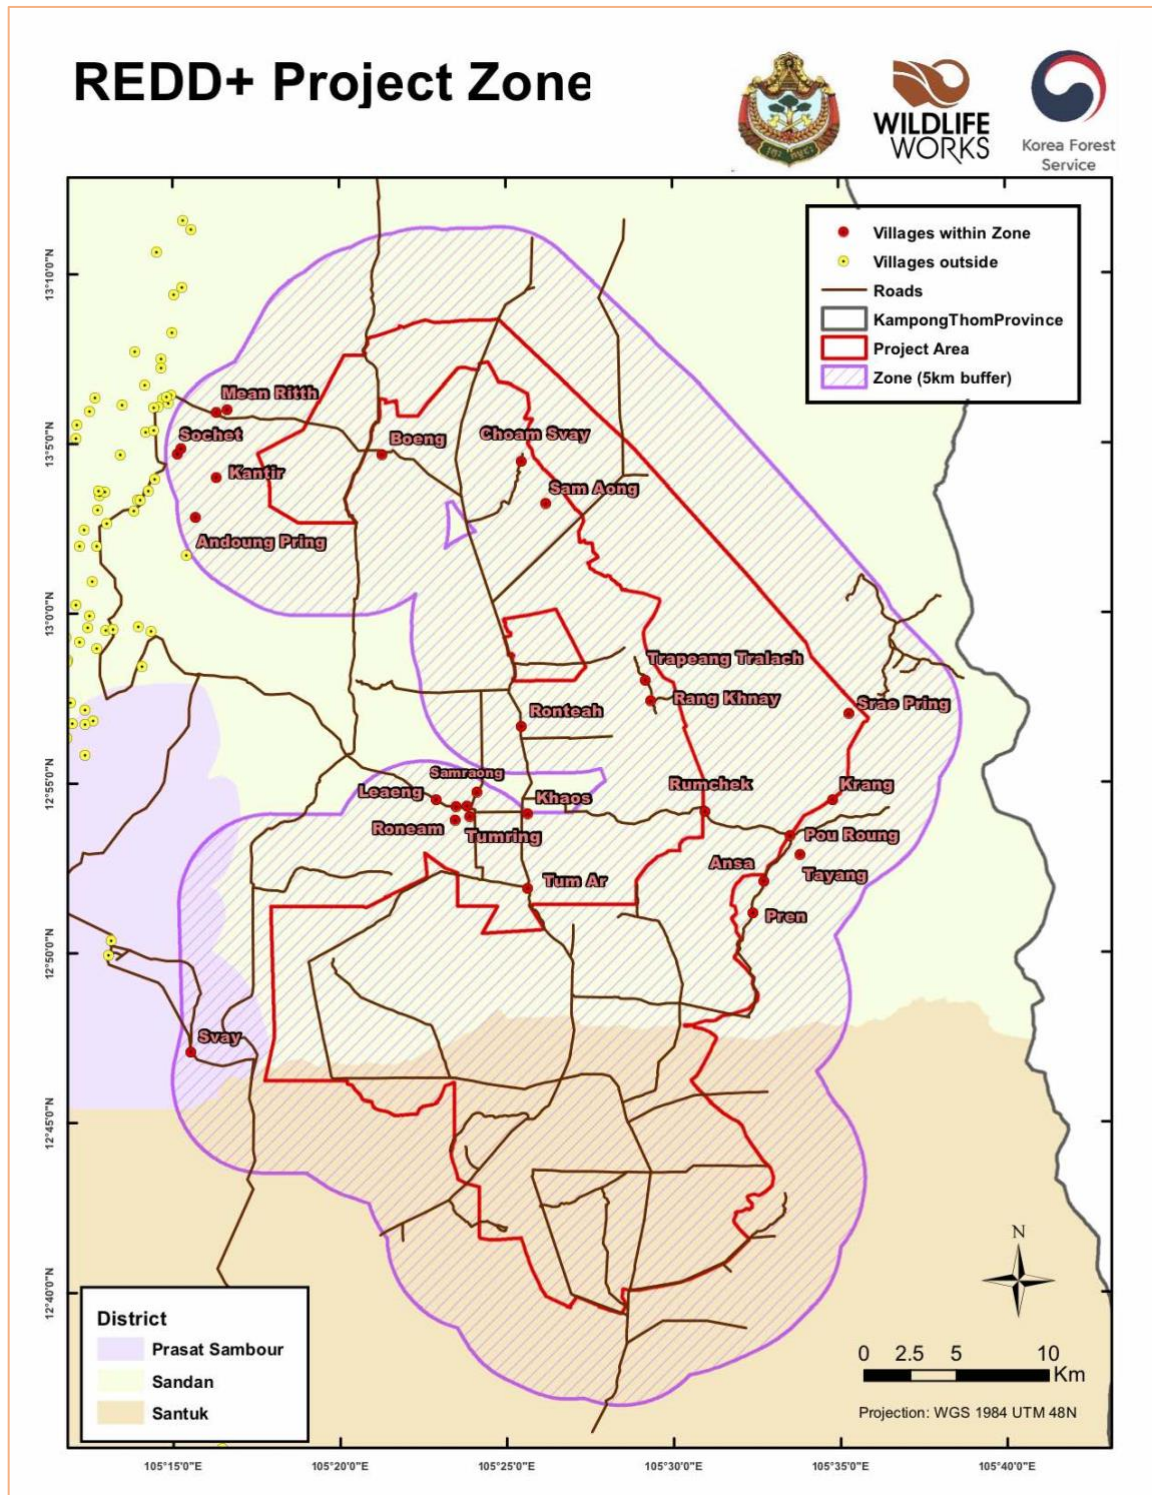 REDD+ Project Zone
WILDLIFE
WORKS
Korea Forest
Service
Villages within Zone
Villages outside
Roads
KampongThomProvince
Project Area
Zone (5km buffer)
13°10'0"N
13°5'0"N
13°0'0"N
12°55'0"N
12°50'0"N
12°45'0"N
12°40'0"N
Mean Ritth
Sochet
Boeng
Choam Svay
Kantir
Sam Aong
Andoung Pring
Trapeang Tralach
Rang Khnay
Srae Pring
Ronteah
Samraong
Leaeng
Khaos
Rumchek
Krang
Roneam
Tumring
Pou Roung
Ansa
Tayang
Tum Ar
Pren
Svay
N
District
Prasat Sambour
Sandan
Santuk
0 2.5 5 10
Km
Projection: WGS 1984 UTM 48N
105°15'0"E 105°20'0"E 105°25'0"E 105°30'0"E 105°35'0"E 105°40'0"E